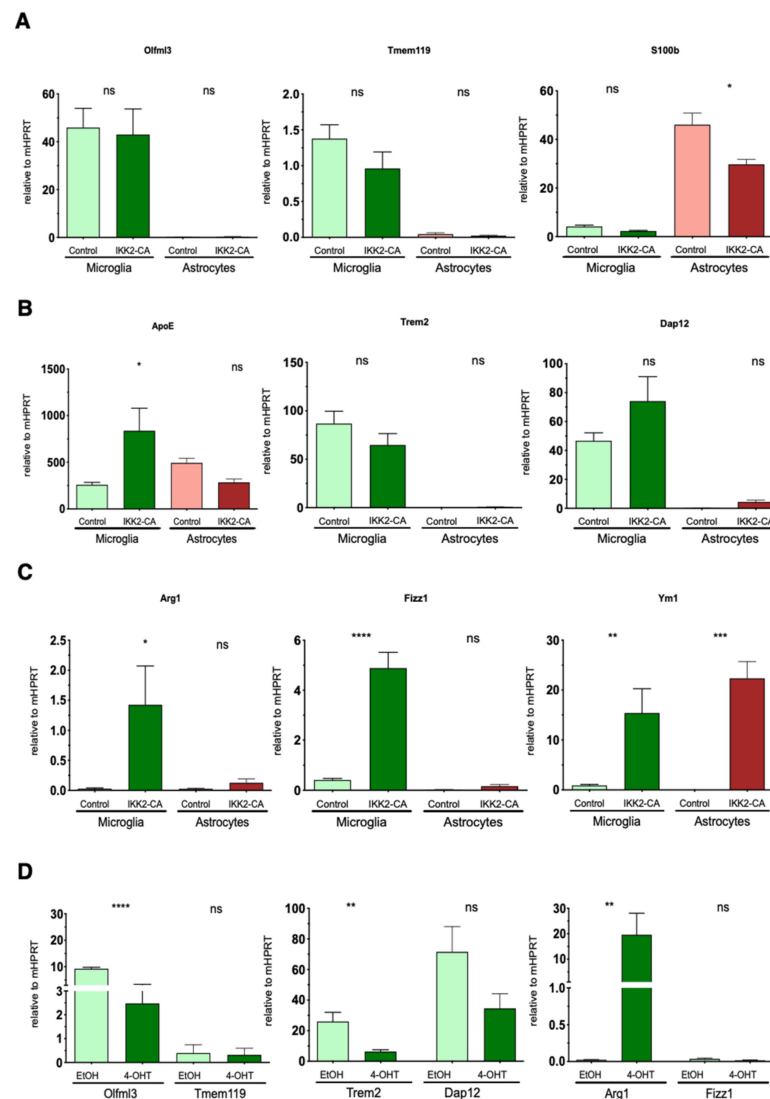 A
Olfml3
Tmem119
S100b
ns ns
ns ns
ns *
relative to mHPRT
60
40
20
0
relative to mHPRT
2.0
1.5
1.0
0.5
0.0
relative to mHPRT
60
40
20
0
Control IKK2-CA Control IKK2-CA
Microglia Astrocytes
Control IKK2-CA Control IKK2-CA
Microglia Astrocytes
Control IKK2-CA Control IKK2-CA
Microglia Astrocytes
B
ApoE
Trem2
Dap12
* ns
ns ns
ns ns
relative to mHPRT
1500
1000
500
0
relative to mHPRT
150
100
75
50
25
0
relative to mHPRT
100
80
60
40
20
0
Control IKK2-CA Control IKK2-CA
Microglia Astrocytes
Control IKK2-CA Control IKK2-CA
Microglia Astrocytes
Control IKK2-CA Control IKK2-CA
Microglia Astrocytes
C
Arg1
Fizz1
Ym1
* ns
**** ns
** ***
relative to mHPRT
2.5
2.0
1.5
1.0
0.5
0.0
relative to mHPRT
6
4
2
0
relative to mHPRT
30
20
10
0
Control IKK2-CA Control IKK2-CA
Microglia Astrocytes
Control IKK2-CA Control IKK2-CA
Microglia Astrocytes
Control IKK2-CA Control IKK2-CA
Microglia Astrocytes
D
**** ns
** ns
** ns
relative to mHPRT
30
20
10
3
2
1
0
relative to mHPRT
100
80
60
40
20
0
relative to mHPRT
30
20
10
1.0
0.5
0.0
EtOH 4-OHT EtOH 4-OHT
Olfml3 Tmem119
EtOH 4-OHT EtOH 4-OHT
Trem2 Dap12
EtOH 4-OHT EtOH 4-OHT
Arg1 Fizz1